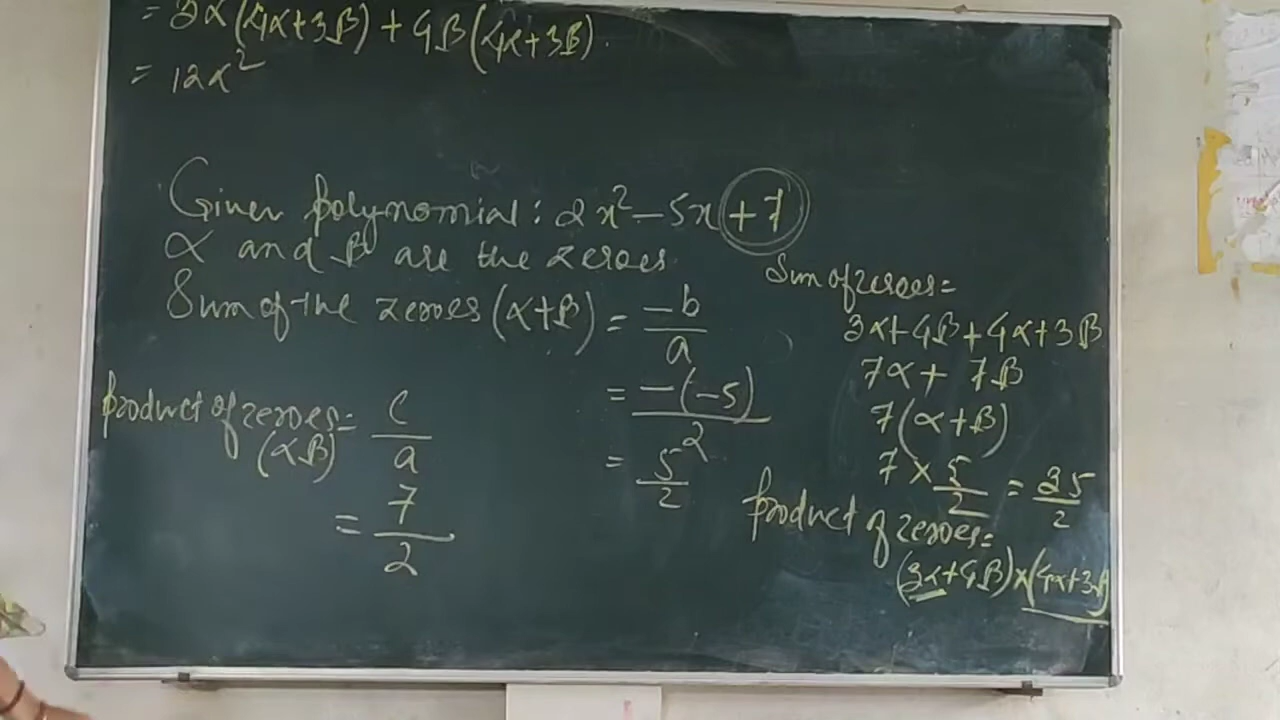 = 3α(4α+3β) + 4β(4α+3β).
= 12α²
Given polynomial: 2x² - 5x + 7
α and β are the zeroes.
Sum of the zeroes (α+β) = -b/a
= -(-5)/2
= 5/2
product of zeroes = c/a
(αβ)
= 7/2
Sum of zeroes =
3α+4β+4α+3β
7α + 7β
7(α+β)
7 × 5/2 = 35/2
product of zeroes =
(3α+4β)×(4α+3β)